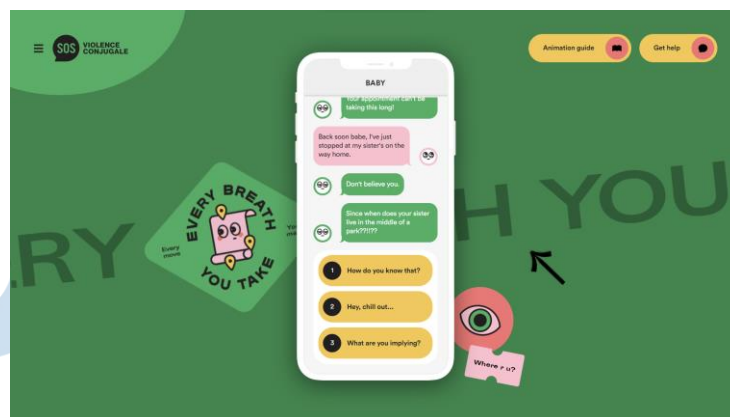 SOS VIOLENCE
CONJUGALE
Animation guide
Get help
BABY
Your appointment can't be
taking this long!
Back soon babe, I've just
stopped at my sister's on the
way home.
Don't believe you.
Since when does your sister
live in the middle of a
park??!??
1 How do you know that?
2 Hey, chill out...
3 What are you implying?
RY
H YOU
EVERY BREATH
YOU TAKE
Every
move
Where r u?